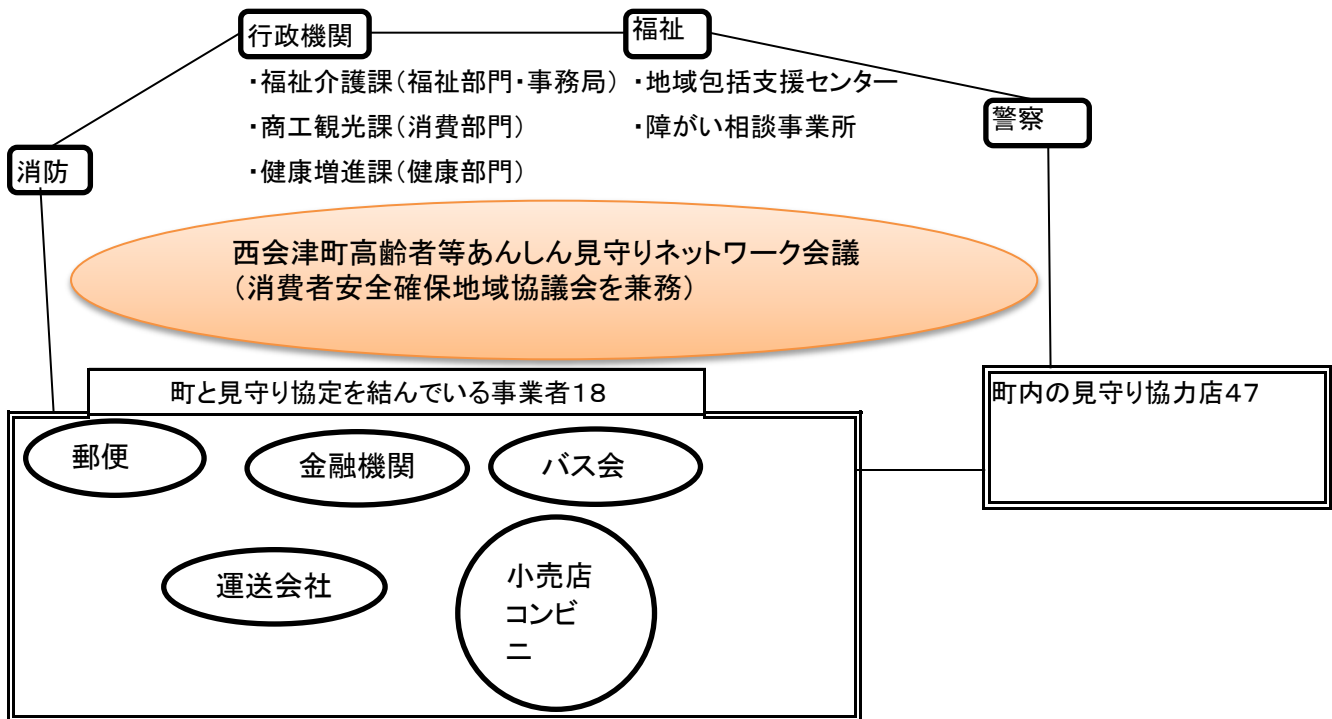 行政機関
福祉
・福祉介護課(福祉部門・事務局)
・地域包括支援センター
警察
・商工観光課(消費部門)
・障がい相談事業所
消防
・健康増進課(健康部門)
西会津町高齢者等あんしん見守りネットワーク会議
(消費者安全確保地域協議会を兼務)
町と見守り協定を結んでいる事業者18
町内の見守り協力店47
郵便
金融機関
バス会
運送会社
小売店
コンビ
ニ